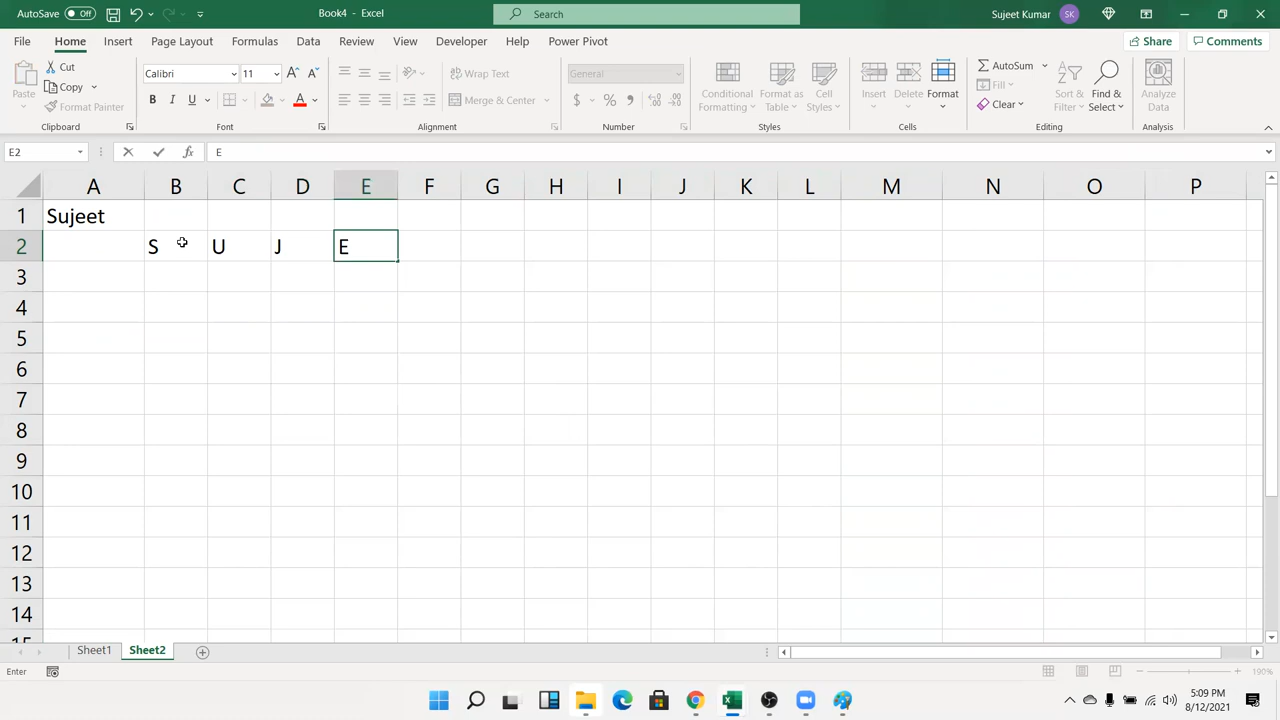 AutoSave Off Book4 - Excel Search Sujeet Kumar SK
File Home Insert Page Layout Formulas Data Review View Developer Help Power Pivot Share Comments
Paste Cut Copy Format Painter Clipboard
Calibri 11 B I U A Font
Wrap Text Merge & Center Alignment
General $ % , Number
Conditional Formatting Format as Table Cell Styles Styles
Insert Delete Format Cells
AutoSum Fill Clear Sort & Filter Find & Select Editing
Analyze Data Analysis
E2 fx E
A B C D E F G H I J K L M N O P
1 Sujeet
2 S U J E
3
4
5
6
7
8
9
10
11
12
13
14
15
Sheet1 Sheet2
Enter 190%
5:09 PM
8/12/2021